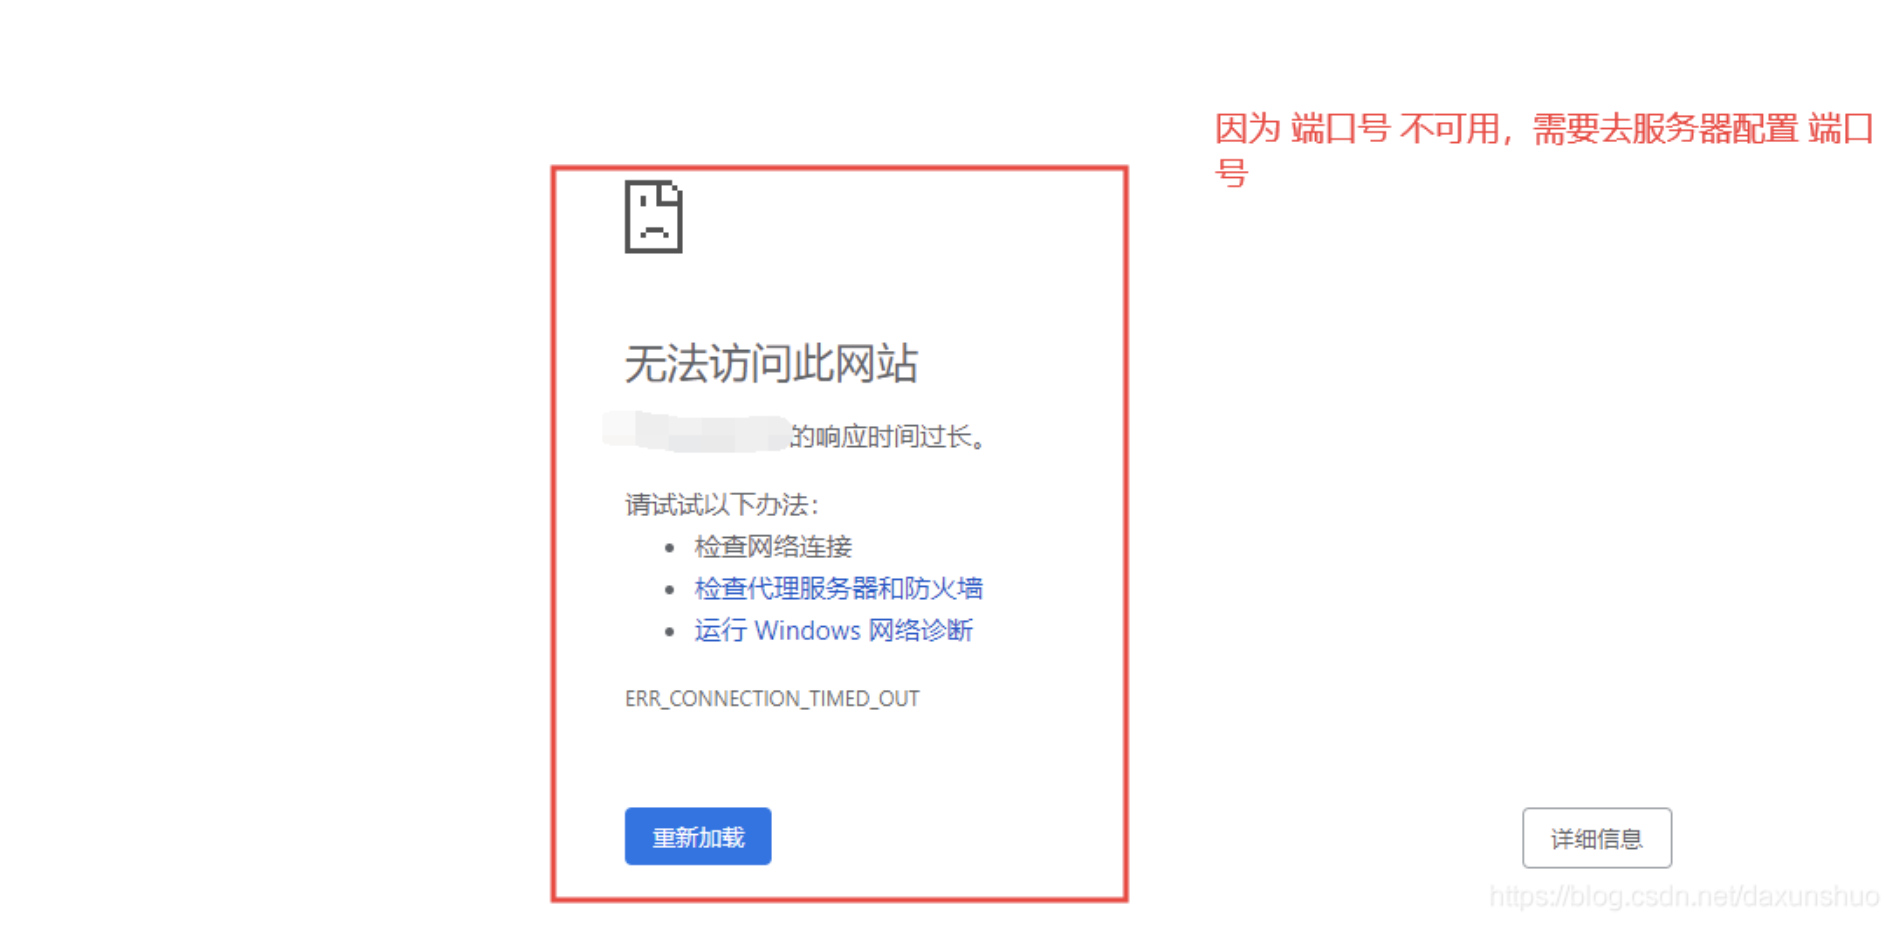 因为 端口号 不可用，需要去服务器配置 端口
号
无法访问此网站
的响应时间过长。
请试试以下办法：
检查网络连接
检查代理服务器和防火墙
运行 Windows 网络诊断
ERR_CONNECTION_TIMED_OUT
重新加载
详细信息
https://blog.csdn.net/daxunshuo